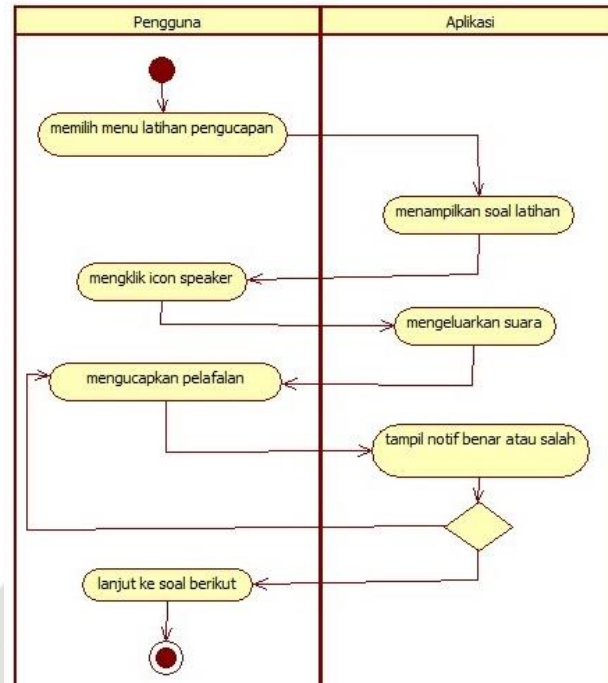 Pengguna
Aplikasi
memilih menu latihan pengucapan
menampilkan soal latihan
mengklik icon speaker
mengeluarkan suara
mengucapkan pelafalan
tampil notif benar atau salah
lanjut ke soal berikut